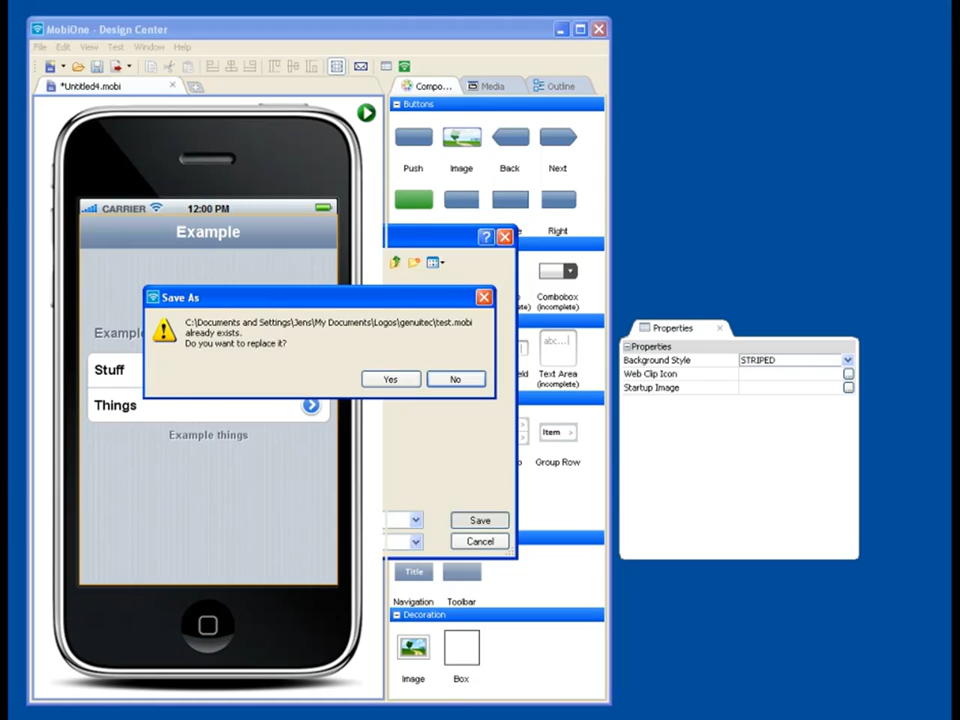 MobiOne - Design Center
File Edit View Test Window Help
*Untitled4.mobi
Compo... Media Outline
Buttons
Push Image Back Next
Right
CARRIER 12:00 PM
Example
Combobox
(incomplete)
Save As
C:\Documents and Settings\Jens\My Documents\Logos\genuitec\test.mobi
already exists.
Do you want to replace it?
Yes No
Stuff
Things
Example things
abc...
Text Area
(incomplete)
Item >
Group Row
Save
Cancel
Title
Navigation Toolbar
Decoration
Image Box
Properties
Properties
Background Style STRIPED
Web Clip Icon
Startup Image